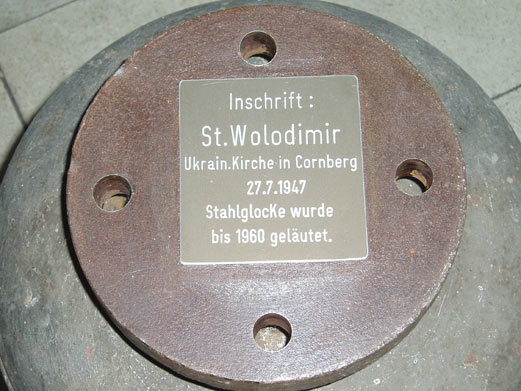 Inschrift :
St.Wolodimir
Ukrain.Kirche in Cornberg
27.7.1947
Stahlglocke wurde
bis 1960 geläutet.